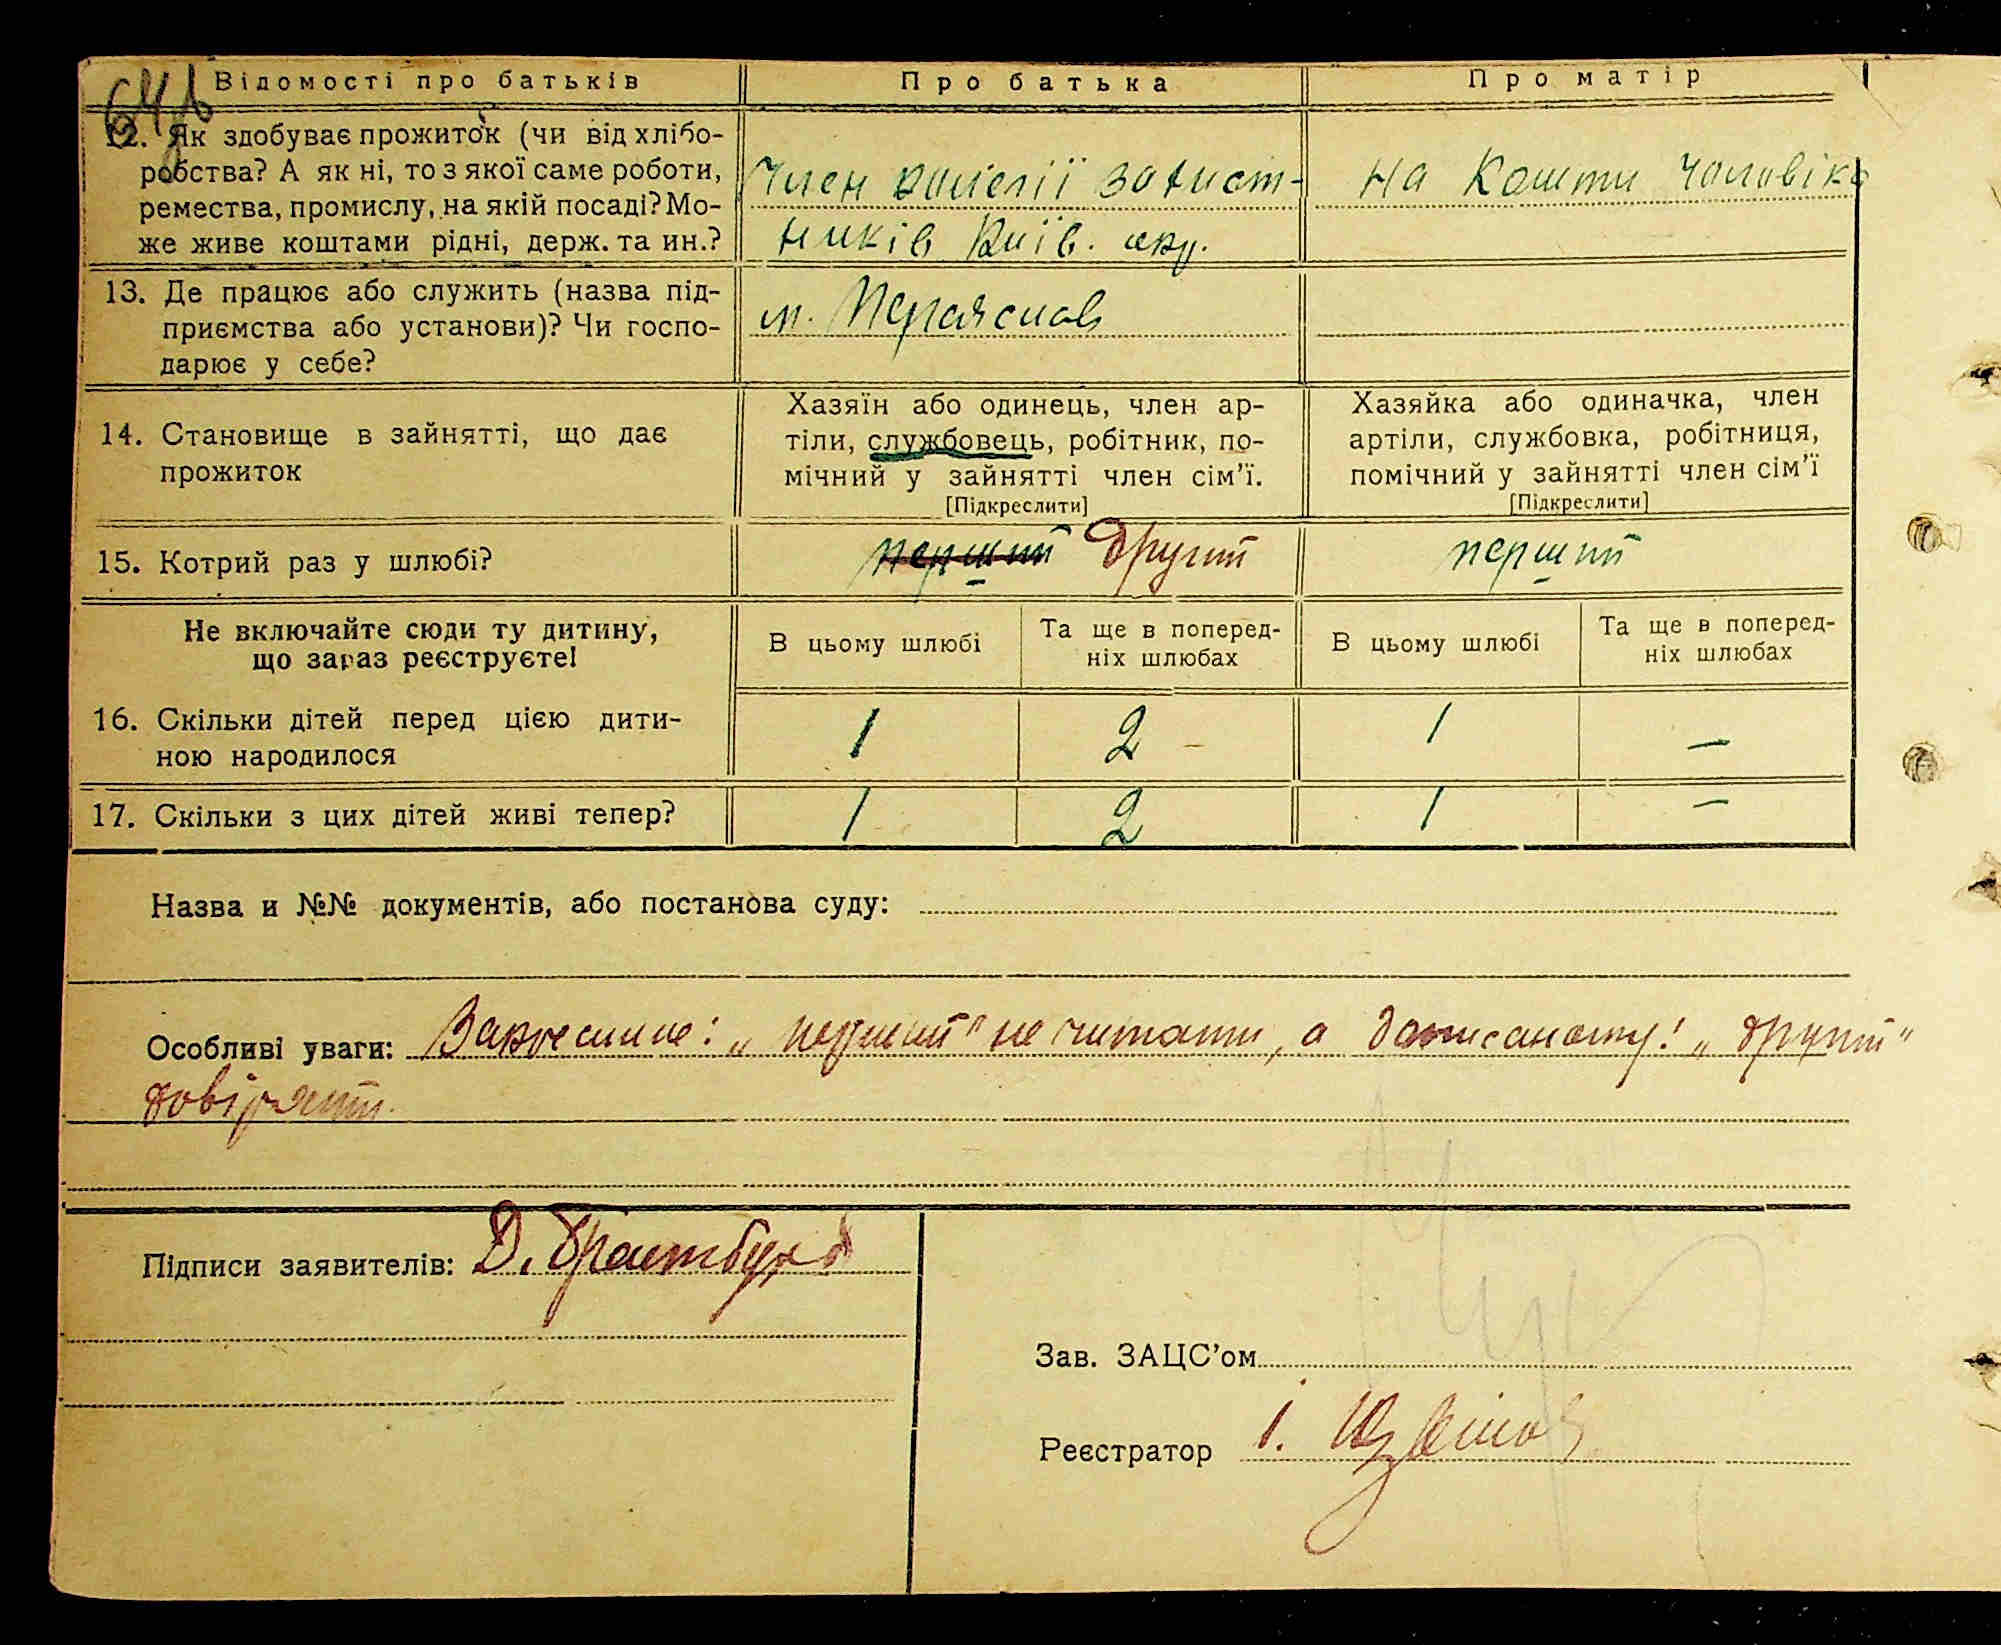 Відомості про батьків
Про батька
Про матір
12. Як здобуває прожиток (чи від хлібо-
робства? А як ні, то з якої саме роботи,
ремества, промислу, на якій посаді? Мо-
же живе коштами рідні, держ. та ин.?
Член колегії захист-
ників Київ. окр.
На кошти чоловіка
13. Де працює або служить (назва під-
приємства або установи)? Чи госпо-
дарює у себе?
м. Переяслав
14. Становище в зайнятті, що дає
прожиток
Хазяїн або одинець, член ар-
тіли, службовець, робітник, по-
мічний у зайнятті член сім’ї.
[Підкреслити]
Хазяйка або одиначка, член
артіли, службовка, робітниця,
помічний у зайнятті член сім’ї
[Підкреслити]
15. Котрий раз у шлюбі?
перший другий
перший
Не включайте сюди ту дитину,
що зараз реєструєте!
В цьому шлюбі
Та ще в поперед-
ніх шлюбах
В цьому шлюбі
Та ще в поперед-
ніх шлюбах
16. Скільки дітей перед цією дити-
ною народилося
1
2 -
1
—
17. Скільки з цих дітей живі тепер?
1
2
1
—
Назва и №№ документів, або постанова суду:
Особливі уваги: Закреслине: „перший" не читати, а дописаному! „другий"
довіряти.
Підписи заявителів: Д.
Зав. ЗАЦС’ом
Реєстратор І.